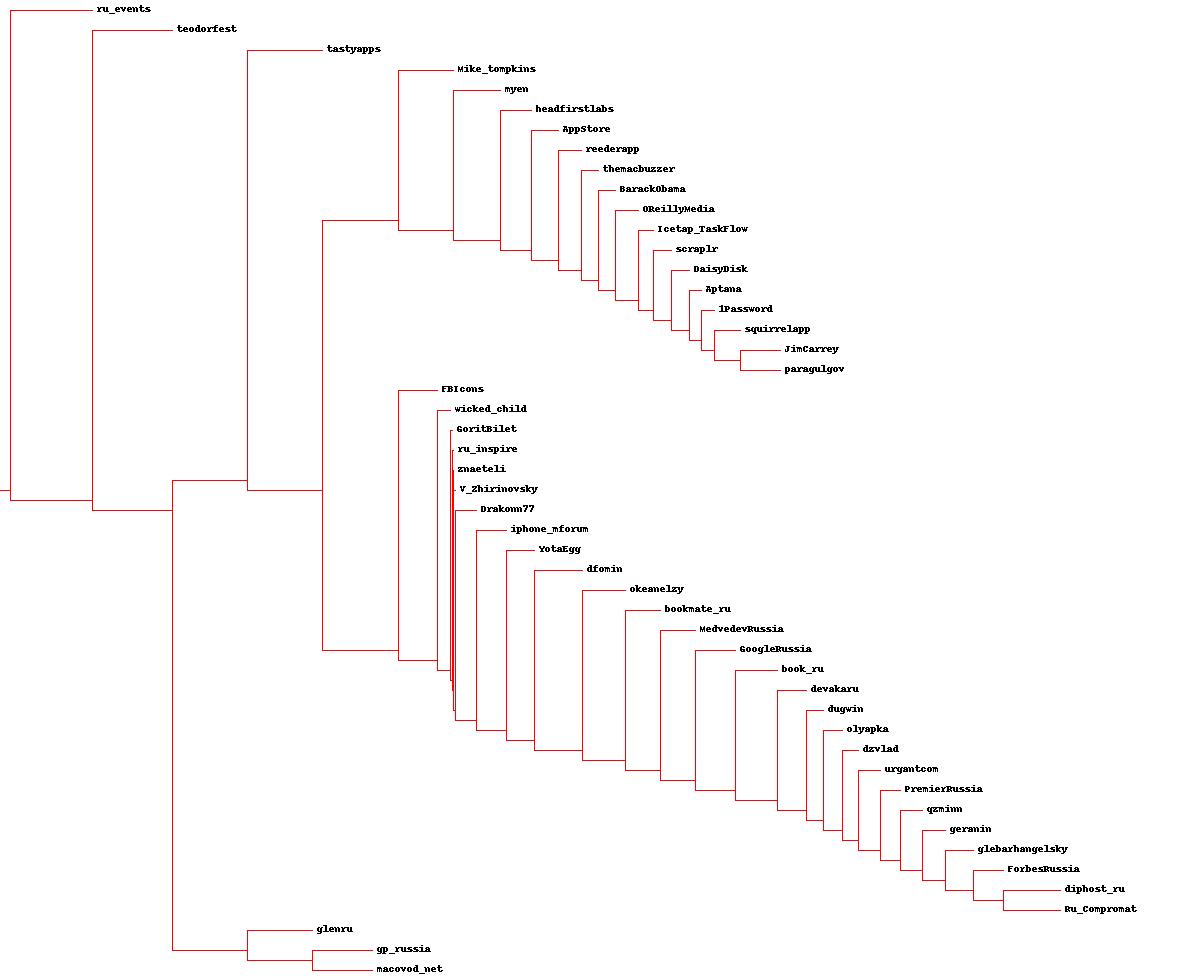 ru_events
teodorfest
tastyapps
Mike_tompkins
myen
headfirstlabs
AppStore
reederapp
themacbuzzer
BarackObama
OReillyMedia
Icetap_TaskFlow
scraplr
DaisyDisk
Aptana
1Password
squirrelapp
JimCarrey
paragulgov
FBIcons
wicked_child
GoritBilet
ru_inspire
znaeteli
V_Zhirinovsky
Drakonn77
iphone_mforum
YotaEgg
dfomin
okeanelzy
bookmate_ru
MedvedevRussia
GoogleRussia
book_ru
devakaru
dugwin
olyapka
dzvlad
urgantcom
PremierRussia
qzminn
geranin
glebarhangelsky
ForbesRussia
diphost_ru
Ru_Compromat
glenru
gp_russia
macovod_net